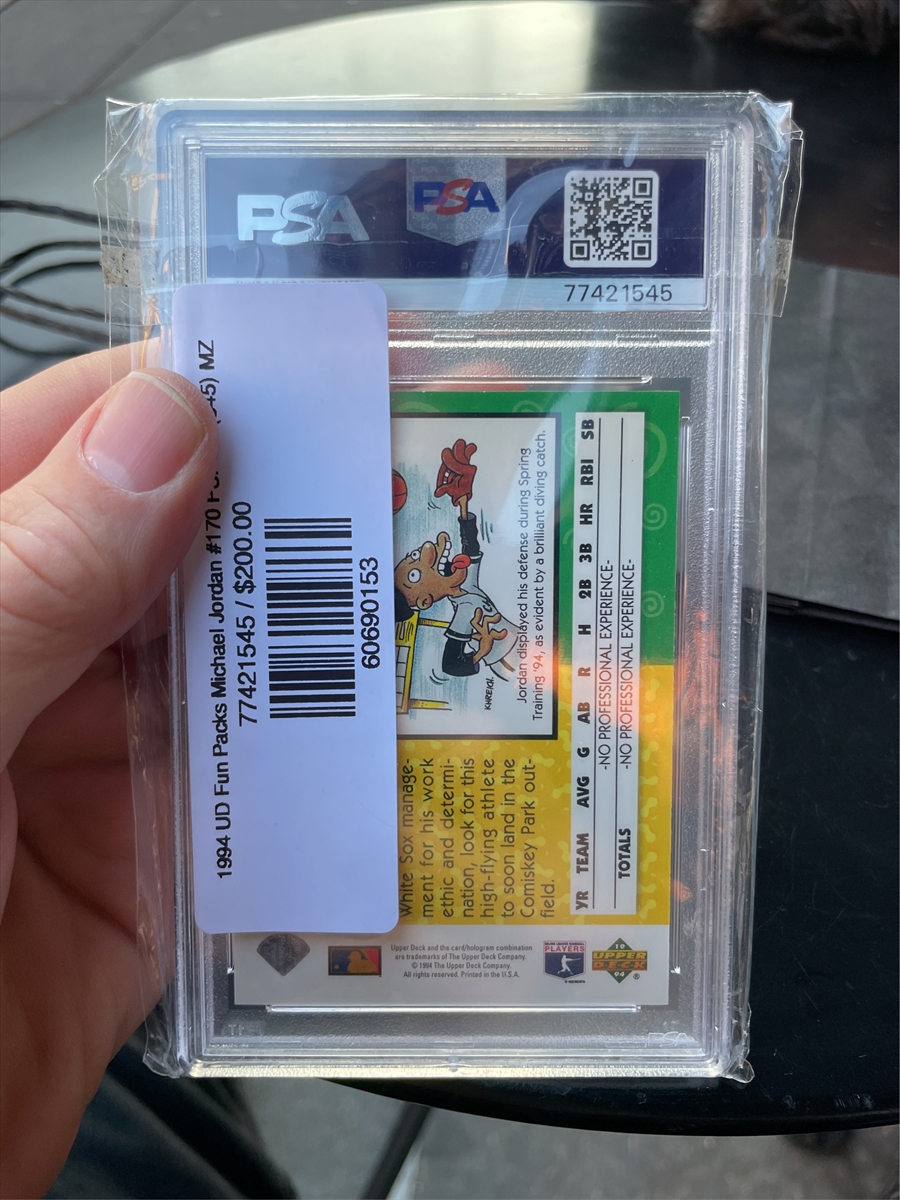 PSA
PSA
77421545
1994 UD Fun Packs Michael Jordan #170 MZ
77421545 / $200.00
60690153
Jordan displayed his defense during Spring
Training '94, as evident by a brilliant diving catch.
KHREIGH
White Sox manage-
ment for his work
ethic and determi-
nation, look for this
high-flying athlete
to soon land in the
Comiskey Park out-
field.
YR TEAM AVG G AB R H 2B 3B HR RBI SB
-NO PROFESSIONAL EXPERIENCE-
TOTALS -NO PROFESSIONAL EXPERIENCE-
Upper Deck and the card/hologram combination
are trademarks of The Upper Deck Company.
© 1994 The Upper Deck Company.
All rights reserved. Printed in the U.S.A.
PLAYERS
19
UPPER
DECK
94